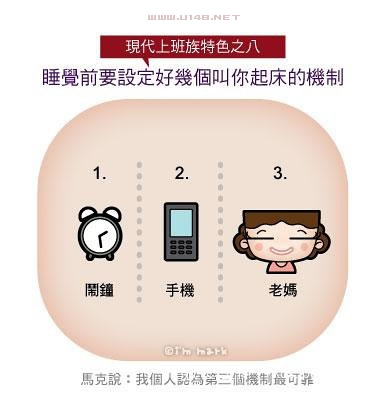 www.U148.NET
現代上班族特色之八
睡覺前要設定好幾個叫你起床的機制
1. 2. 3.
鬧鐘 手機 老媽
©i'm mark
馬克說：我個人認為第三個機制最可靠